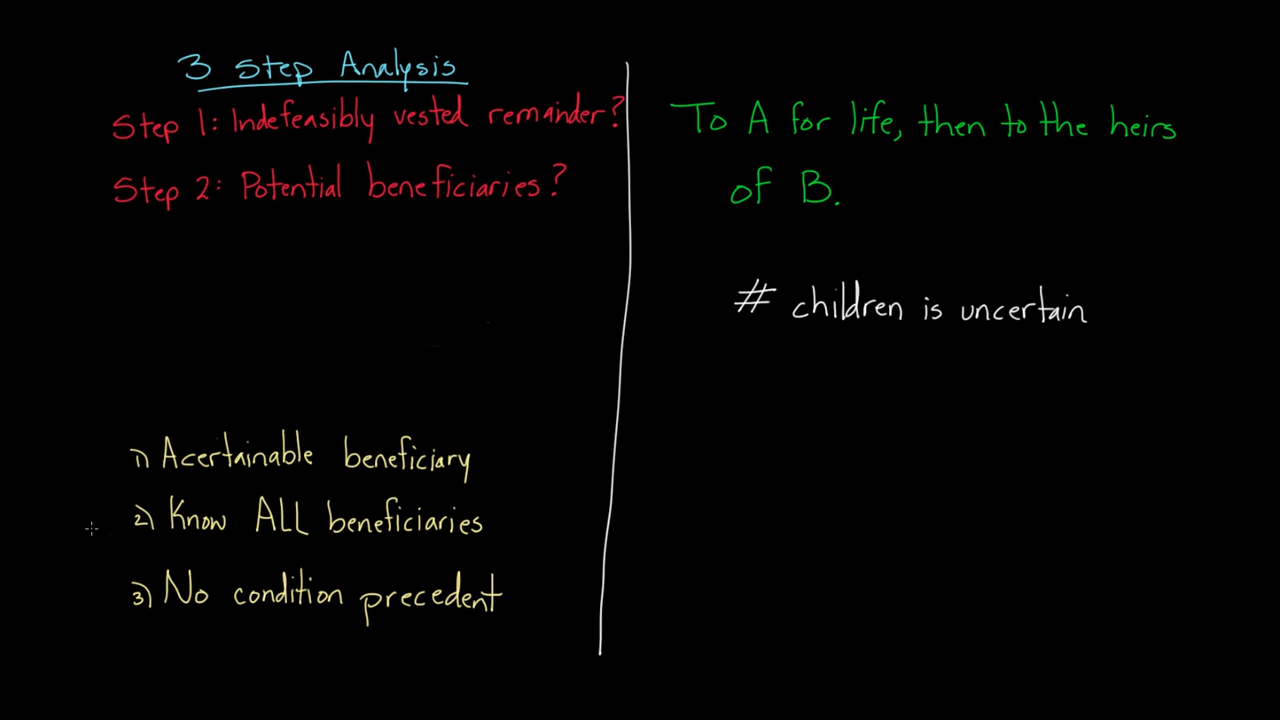 3 Step Analysis
Step 1: Indefeasibly vested remainder?
Step 2: Potential beneficiaries?
1) Acertainable beneficiary
2) Know ALL beneficiaries
3) No condition precedent
To A for life, then to the heirs
of B.
# children is uncertain